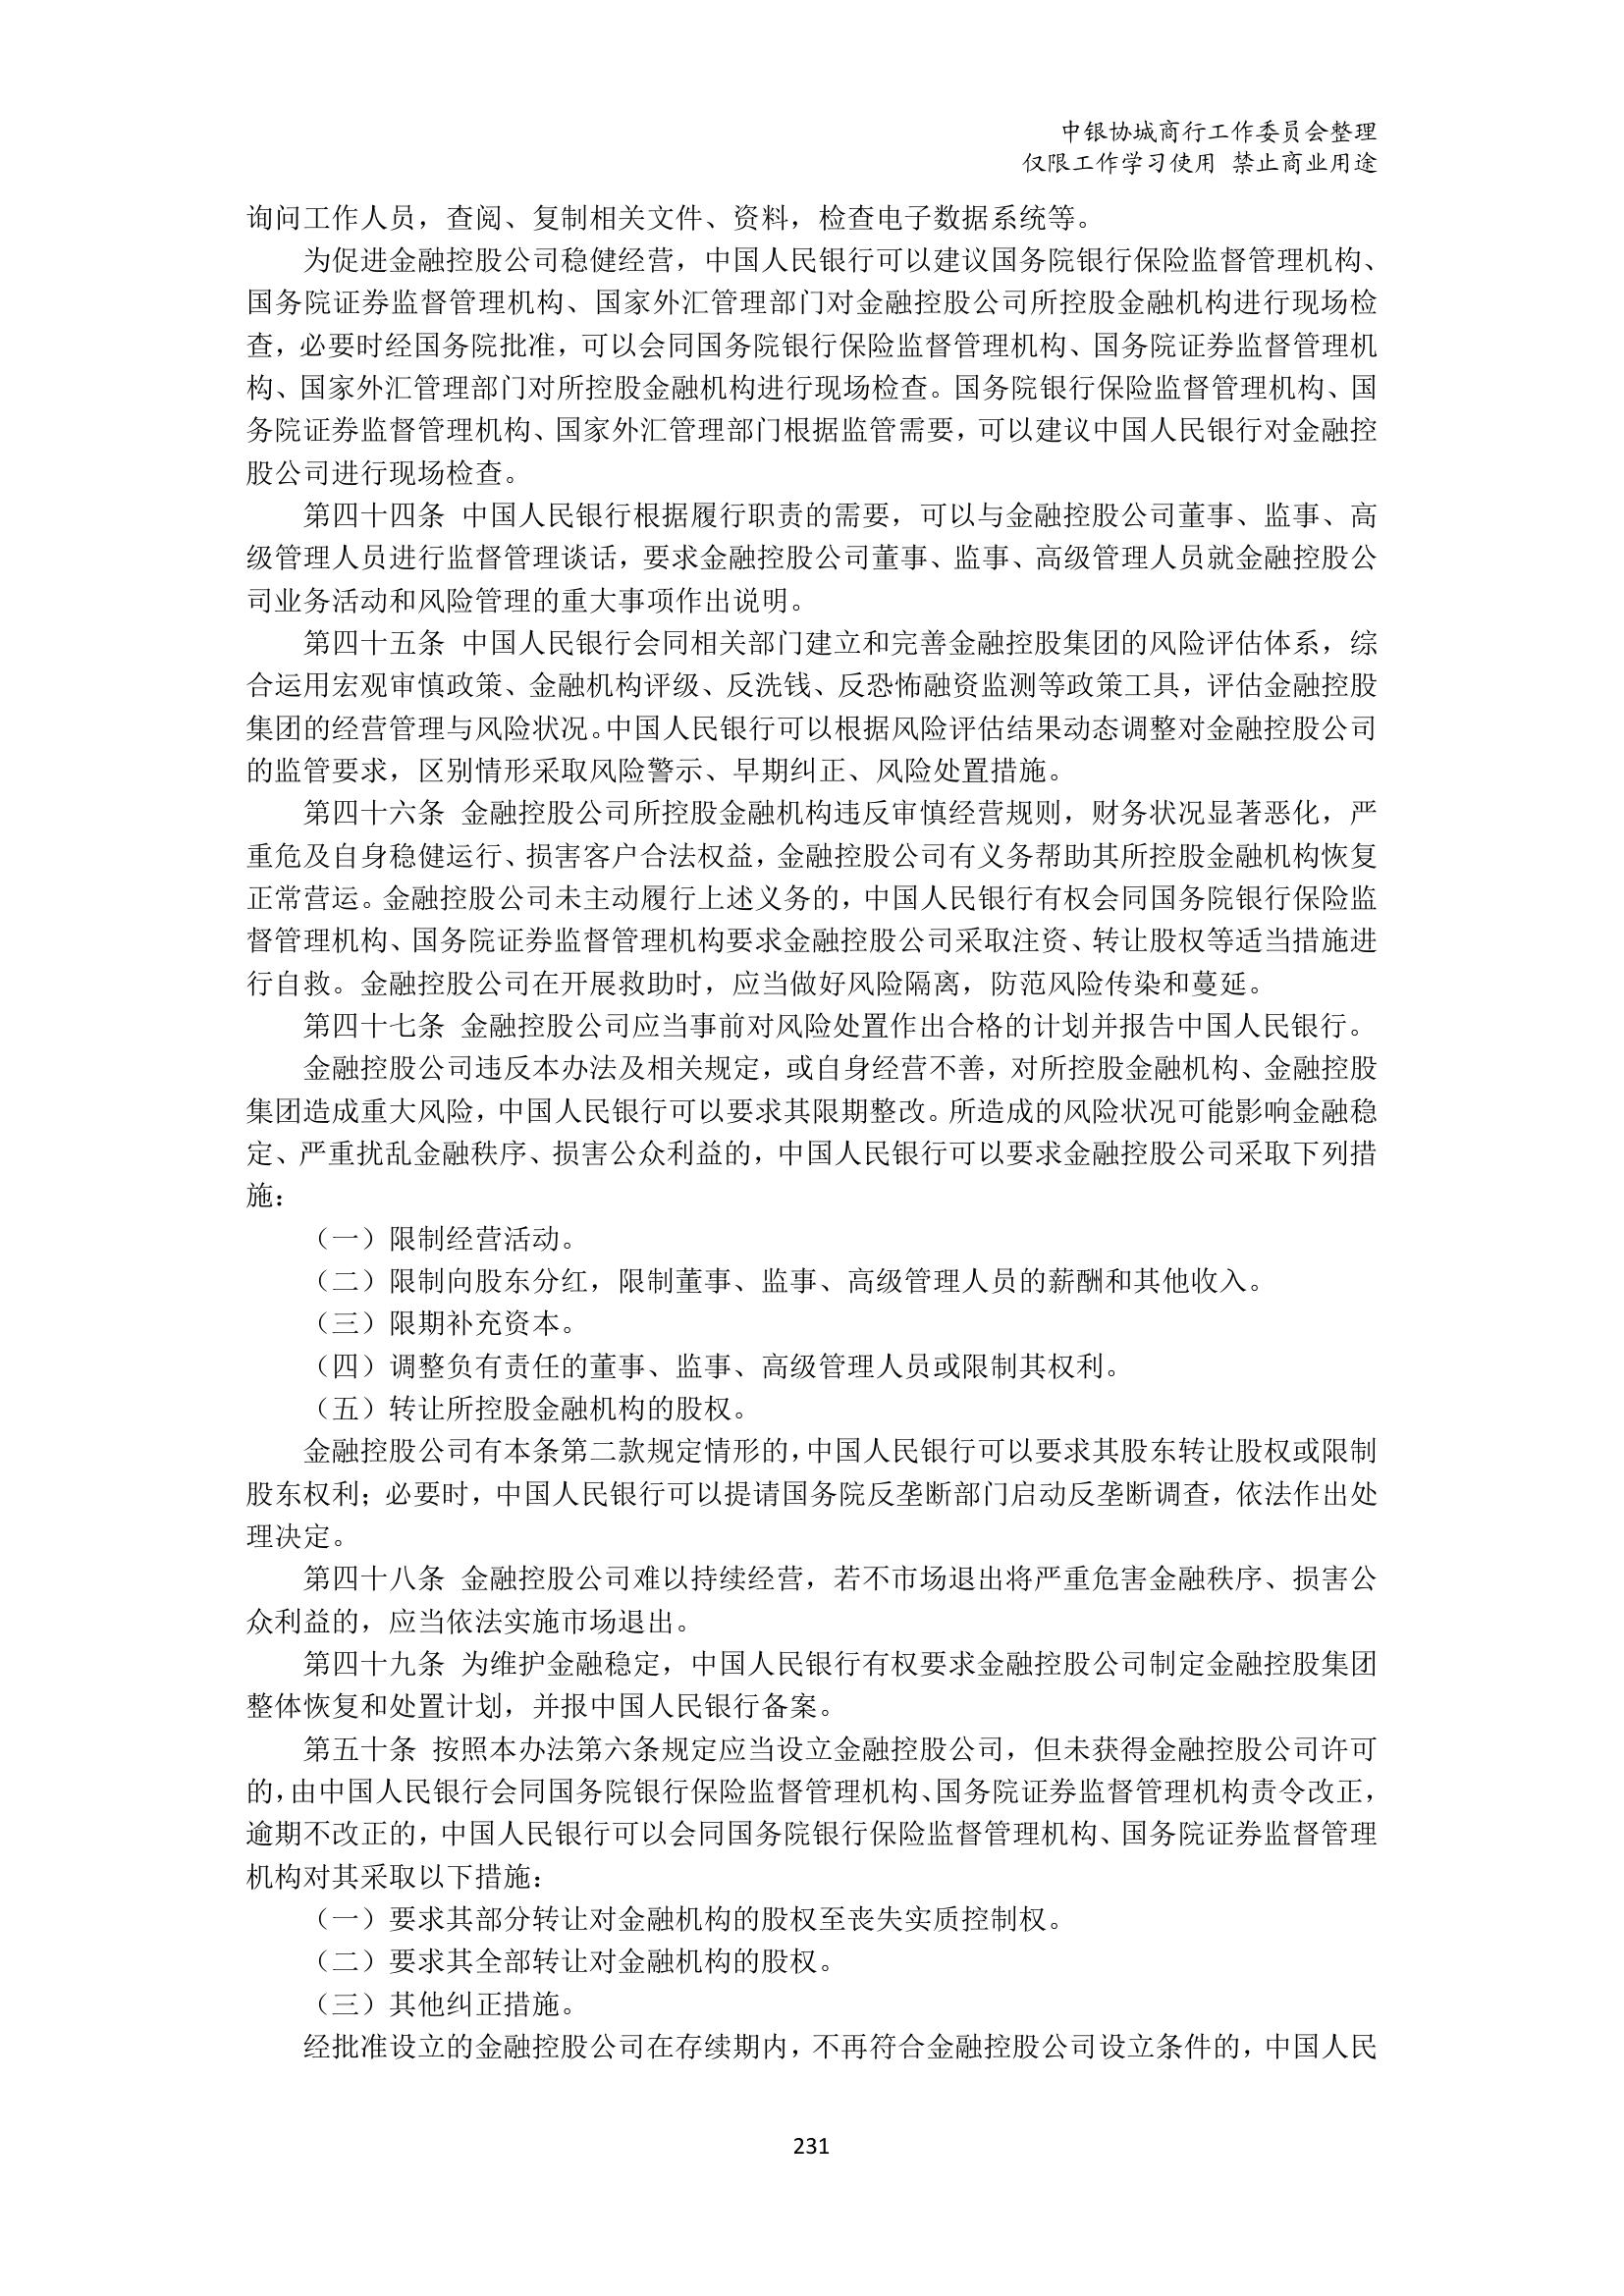 中银协城商行工作委员会整理
仅限工作学习使用 禁止商业用途
询问工作人员，查阅、复制相关文件、资料，检查电子数据系统等。
为促进金融控股公司稳健经营，中国人民银行可以建议国务院银行保险监督管理机构、
国务院证券监督管理机构、国家外汇管理部门对金融控股公司所控股金融机构进行现场检
查，必要时经国务院批准，可以会同国务院银行保险监督管理机构、国务院证券监督管理机
构、国家外汇管理部门对所控股金融机构进行现场检查。国务院银行保险监督管理机构、国
务院证券监督管理机构、国家外汇管理部门根据监管需要，可以建议中国人民银行对金融控
股公司进行现场检查。
第四十四条 中国人民银行根据履行职责的需要，可以与金融控股公司董事、监事、高
级管理人员进行监督管理谈话，要求金融控股公司董事、监事、高级管理人员就金融控股公
司业务活动和风险管理的重大事项作出说明。
第四十五条 中国人民银行会同相关部门建立和完善金融控股集团的风险评估体系，综
合运用宏观审慎政策、金融机构评级、反洗钱、反恐怖融资监测等政策工具，评估金融控股
集团的经营管理与风险状况。中国人民银行可以根据风险评估结果动态调整对金融控股公司
的监管要求，区别情形采取风险警示、早期纠正、风险处置措施。
第四十六条 金融控股公司所控股金融机构违反审慎经营规则，财务状况显著恶化，严
重危及自身稳健运行、损害客户合法权益，金融控股公司有义务帮助其所控股金融机构恢复
正常营运。金融控股公司未主动履行上述义务的，中国人民银行有权会同国务院银行保险监
督管理机构、国务院证券监督管理机构要求金融控股公司采取注资、转让股权等适当措施进
行自救。金融控股公司在开展救助时，应当做好风险隔离，防范风险传染和蔓延。
第四十七条 金融控股公司应当事前对风险处置作出合格的计划并报告中国人民银行。
金融控股公司违反本办法及相关规定，或自身经营不善，对所控股金融机构、金融控股
集团造成重大风险，中国人民银行可以要求其限期整改。所造成的风险状况可能影响金融稳
定、严重扰乱金融秩序、损害公众利益的，中国人民银行可以要求金融控股公司采取下列措
施：
（一）限制经营活动。
（二）限制向股东分红，限制董事、监事、高级管理人员的薪酬和其他收入。
（三）限期补充资本。
（四）调整负有责任的董事、监事、高级管理人员或限制其权利。
（五）转让所控股金融机构的股权。
金融控股公司有本条第二款规定情形的，中国人民银行可以要求其股东转让股权或限制
股东权利；必要时，中国人民银行可以提请国务院反垄断部门启动反垄断调查，依法作出处
理决定。
第四十八条 金融控股公司难以持续经营，若不市场退出将严重危害金融秩序、损害公
众利益的，应当依法实施市场退出。
第四十九条 为维护金融稳定，中国人民银行有权要求金融控股公司制定金融控股集团
整体恢复和处置计划，并报中国人民银行备案。
第五十条 按照本办法第六条规定应当设立金融控股公司，但未获得金融控股公司许可
的，由中国人民银行会同国务院银行保险监督管理机构、国务院证券监督管理机构责令改正，
逾期不改正的，中国人民银行可以会同国务院银行保险监督管理机构、国务院证券监督管理
机构对其采取以下措施：
（一）要求其部分转让对金融机构的股权至丧失实质控制权。
（二）要求其全部转让对金融机构的股权。
（三）其他纠正措施。
经批准设立的金融控股公司在存续期内，不再符合金融控股公司设立条件的，中国人民
231